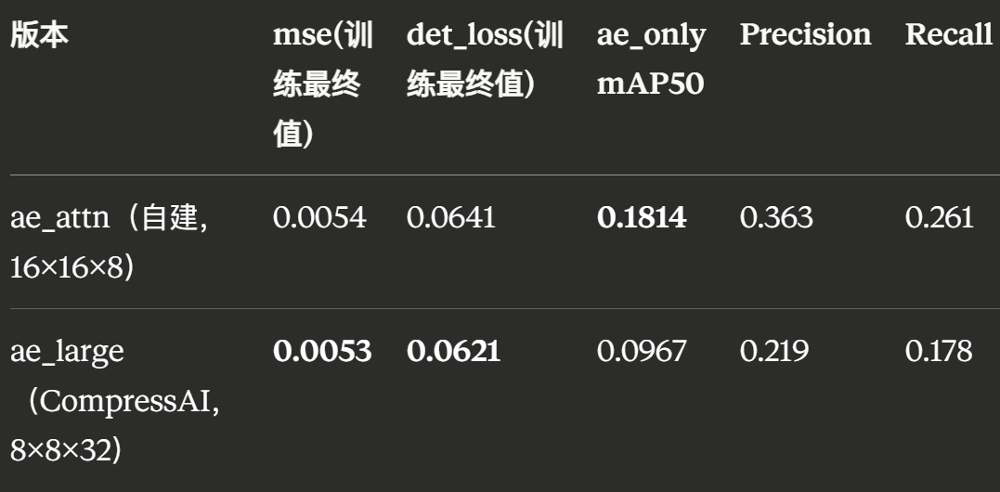 版本 mse(训 det_loss(训 ae_only Precision Recall
练最终 练最终值) mAP50
值)
ae_attn（自建, 0.0054 0.0641 0.1814 0.363 0.261
16×16×8)
ae_large 0.0053 0.0621 0.0967 0.219 0.178
（CompressAI,
8×8×32)